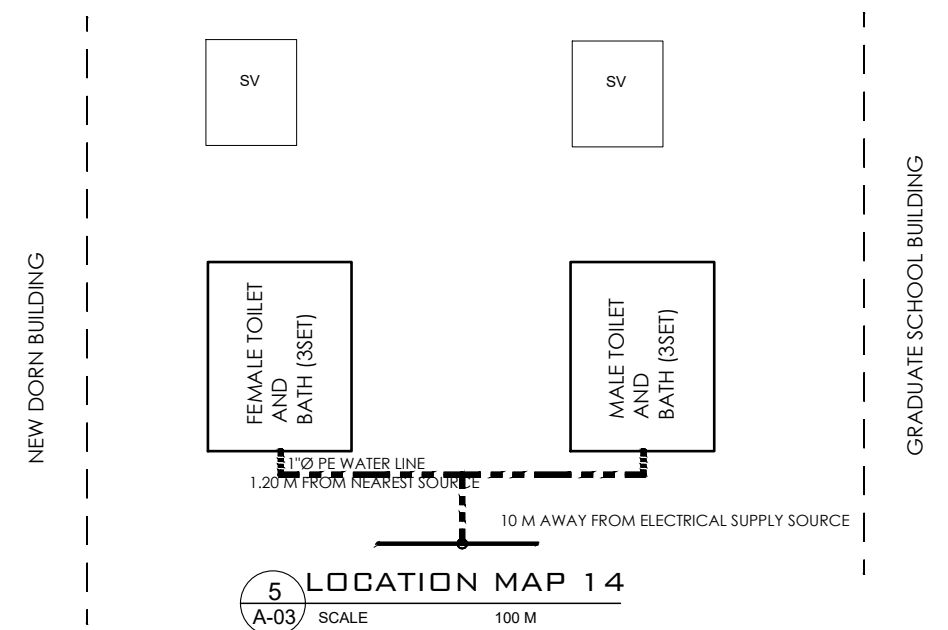 SV
SV
NEW DORN BUILDING
GRADUATE SCHOOL BUILDING
FEMALE TOILET
AND
BATH (3SET)
MALE TOILET
AND
BATH (3SET)
1"Ø PE WATER LINE
1.20 M FROM NEAREST SOURCE
10 M AWAY FROM ELECTRICAL SUPPLY SOURCE
5
A-03
LOCATION MAP 14
SCALE 100 M